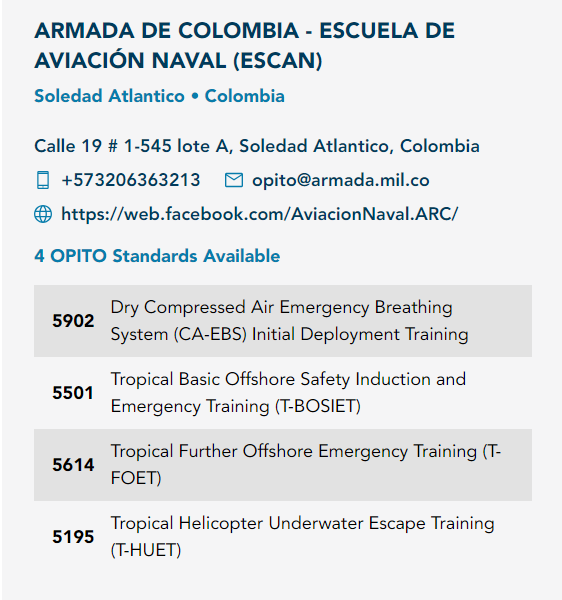 ARMADA DE COLOMBIA - ESCUELA DE
AVIACIÓN NAVAL (ESCAN)
Soledad Atlantico • Colombia
Calle 19 # 1-545 lote A, Soledad Atlantico, Colombia
+573206363213 opito@armada.mil.co
https://web.facebook.com/AviacionNaval.ARC/
4 OPITO Standards Available
5902 Dry Compressed Air Emergency Breathing
System (CA-EBS) Initial Deployment Training
5501 Tropical Basic Offshore Safety Induction and
Emergency Training (T-BOSIET)
5614 Tropical Further Offshore Emergency Training (T-
FOET)
5195 Tropical Helicopter Underwater Escape Training
(T-HUET)